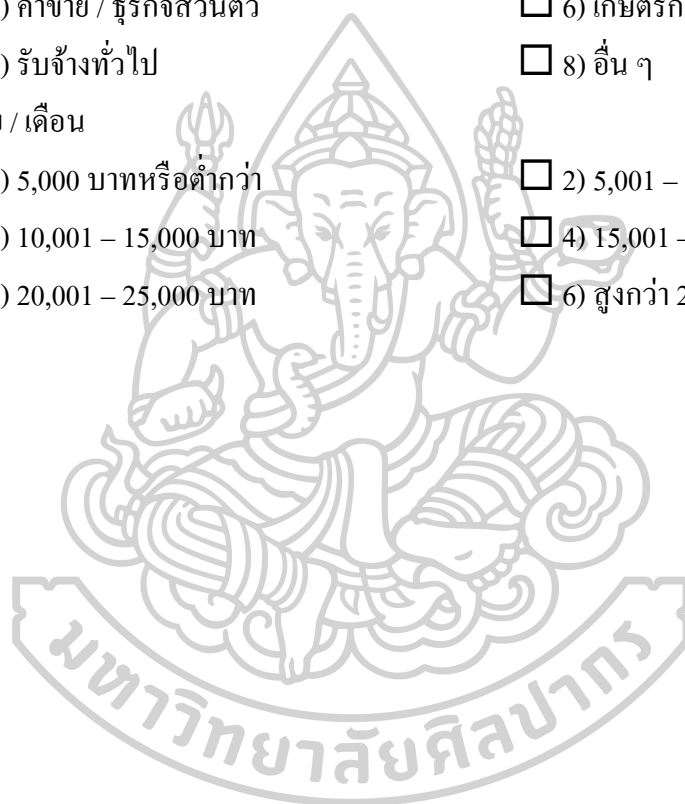 ) ค้าขาย / ธุรกิจส่วนตัว ☐ 6) เกษตรก
) รับจ้างทั่วไป ☐ 8) อื่น ๆ
/ เดือน
) 5,000 บาทหรือต่ำกว่า ☐ 2) 5,001 –
) 10,001 – 15,000 บาท ☐ 4) 15,001 –
) 20,001 – 25,000 บาท ☐ 6) สูงกว่า 2
มหาวิทยาลัยศิลปากร